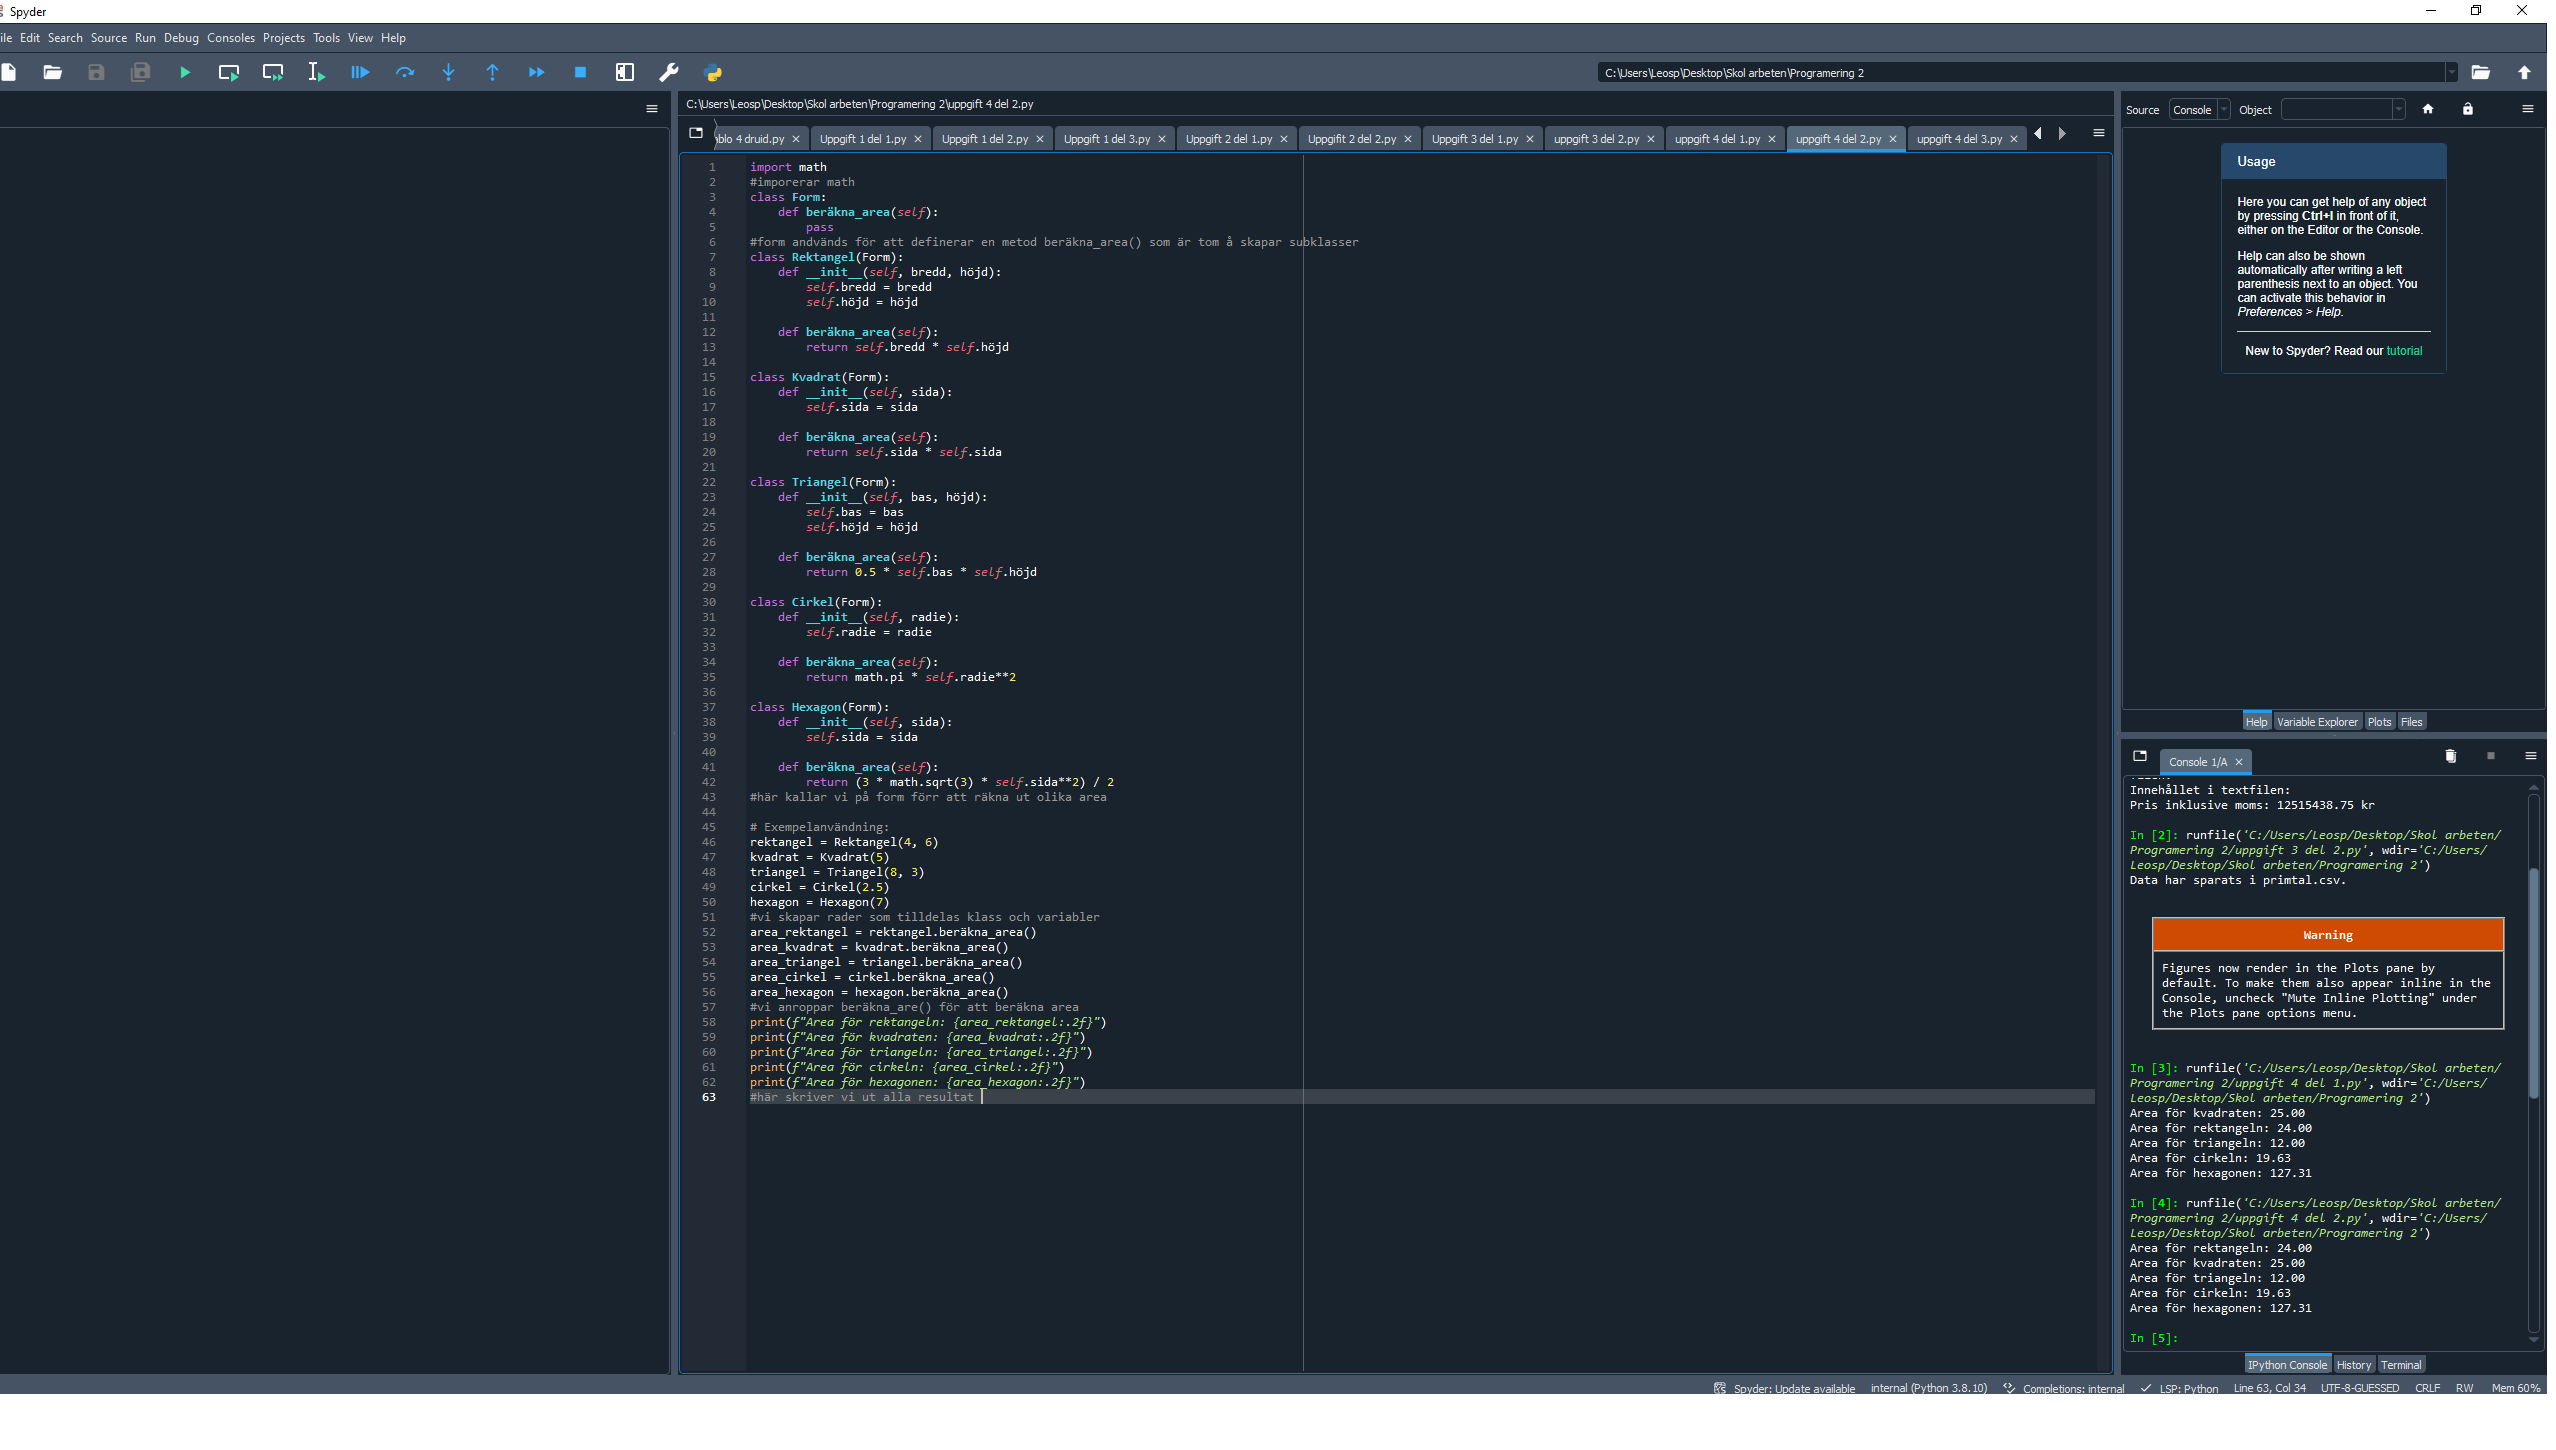 Spyder
ile Edit Search Source Run Debug Consoles Projects Tools View Help
C:\Users\Leosp\Desktop\Skol arbeten\Programering 2
C:\Users\Leosp\Desktop\Skol arbeten\Programering 2\uppgift 4 del 2.py
iblo 4 druid.py Uppgift 1 del 1.py Uppgift 1 del 2.py Uppgift 1 del 3.py Uppgift 2 del 1.py Uppgifit 2 del 2.py Uppgift 3 del 1.py uppgift 3 del 2.py uppgift 4 del 1.py uppgift 4 del 2.py uppgift 4 del 3.py
1 import math
2 #imporerar math
3 class Form:
4 def beräkna_area(self):
5 pass
6 #form andvänds för att definerar en metod beräkna_area() som är tom å skapar subklasser
7 class Rektangel(Form):
8 def __init__(self, bredd, höjd):
9 self.bredd = bredd
10 self.höjd = höjd
11
12 def beräkna_area(self):
13 return self.bredd * self.höjd
14
15 class Kvadrat(Form):
16 def __init__(self, sida):
17 self.sida = sida
18
19 def beräkna_area(self):
20 return self.sida * self.sida
21
22 class Triangel(Form):
23 def __init__(self, bas, höjd):
24 self.bas = bas
25 self.höjd = höjd
26
27 def beräkna_area(self):
28 return 0.5 * self.bas * self.höjd
29
30 class Cirkel(Form):
31 def __init__(self, radie):
32 self.radie = radie
33
34 def beräkna_area(self):
35 return math.pi * self.radie**2
36
37 class Hexagon(Form):
38 def __init__(self, sida):
39 self.sida = sida
40
41 def beräkna_area(self):
42 return (3 * math.sqrt(3) * self.sida**2) / 2
43 #här kallar vi på form förr att räkna ut olika area
44
45 # Exempelanvändning:
46 rektangel = Rektangel(4, 6)
47 kvadrat = Kvadrat(5)
48 triangel = Triangel(8, 3)
49 cirkel = Cirkel(2.5)
50 hexagon = Hexagon(7)
51 #vi skapar rader som tilldelas klass och variabler
52 area_rektangel = rektangel.beräkna_area()
53 area_kvadrat = kvadrat.beräkna_area()
54 area_triangel = triangel.beräkna_area()
55 area_cirkel = cirkel.beräkna_area()
56 area_hexagon = hexagon.beräkna_area()
57 #vi anroppar beräkna_are() för att beräkna area
58 print(f"Area för rektangeln: {area_rektangel:.2f}")
59 print(f"Area för kvadraten: {area_kvadrat:.2f}")
60 print(f"Area för triangeln: {area_triangel:.2f}")
61 print(f"Area för cirkeln: {area_cirkel:.2f}")
62 print(f"Area för hexagonen: {area_hexagon:.2f}")
63 #här skriver vi ut alla resultat
Source Console Object
Usage
Here you can get help of any object
by pressing Ctrl+I in front of it,
either on the Editor or the Console.
Help can also be shown
automatically after writing a left
parenthesis next to an object. You
can activate this behavior in
Preferences > Help.
New to Spyder? Read our tutorial
Help Variable Explorer Plots Files
Console 1/A
Innehållet i textfilen:
Pris inklusive moms: 12515438.75 kr
In [2]: runfile('C:/Users/Leosp/Desktop/Skol arbeten/
Programering 2/uppgift 3 del 2.py', wdir='C:/Users/
Leosp/Desktop/Skol arbeten/Programering 2')
Data har sparats i primtal.csv.
Warning
Figures now render in the Plots pane by
default. To make them also appear inline in the
Console, uncheck "Mute Inline Plotting" under
the Plots pane options menu.
In [3]: runfile('C:/Users/Leosp/Desktop/Skol arbeten/
Programering 2/uppgift 4 del 1.py', wdir='C:/Users/
Leosp/Desktop/Skol arbeten/Programering 2')
Area för kvadraten: 25.00
Area för rektangeln: 24.00
Area för triangeln: 12.00
Area för cirkeln: 19.63
Area för hexagonen: 127.31
In [4]: runfile('C:/Users/Leosp/Desktop/Skol arbeten/
Programering 2/uppgift 4 del 2.py', wdir='C:/Users/
Leosp/Desktop/Skol arbeten/Programering 2')
Area för rektangeln: 24.00
Area för kvadraten: 25.00
Area för triangeln: 12.00
Area för cirkeln: 19.63
Area för hexagonen: 127.31
In [5]:
IPython Console History Terminal
Spyder: Update available internal (Python 3.8.10) Completions: internal LSP: Python Line 63, Col 34 UTF-8-GUESSED CRLF RW Mem 60%